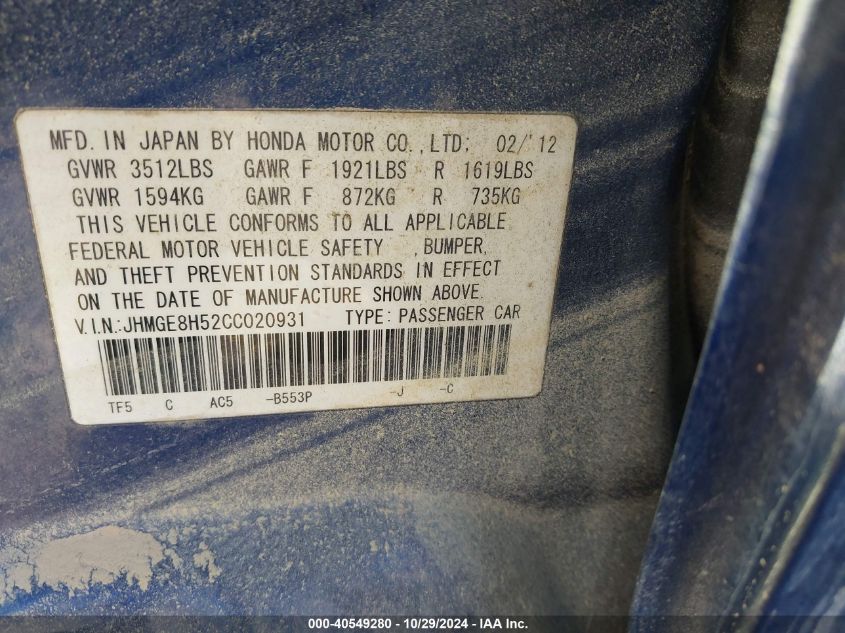 MFD. IN JAPAN BY HONDA MOTOR CO.,LTD; 02/'12
GVWR 3512LBS GAWR F 1921LBS R 1619LBS
GVWR 1594KG GAWR F 872KG R 735KG
THIS VEHICLE CONFORMS TO ALL APPLICABLE
FEDERAL MOTOR VEHICLE SAFETY ,BUMPER,
AND THEFT PREVENTION STANDARDS IN EFFECT
ON THE DATE OF MANUFACTURE SHOWN ABOVE.
V.I.N.:JHMGE8H52CC020931 TYPE: PASSENGER CAR
TF5 C AC5 -B553P -J -C
000-40549280 - 10/29/2024 - IAA Inc.